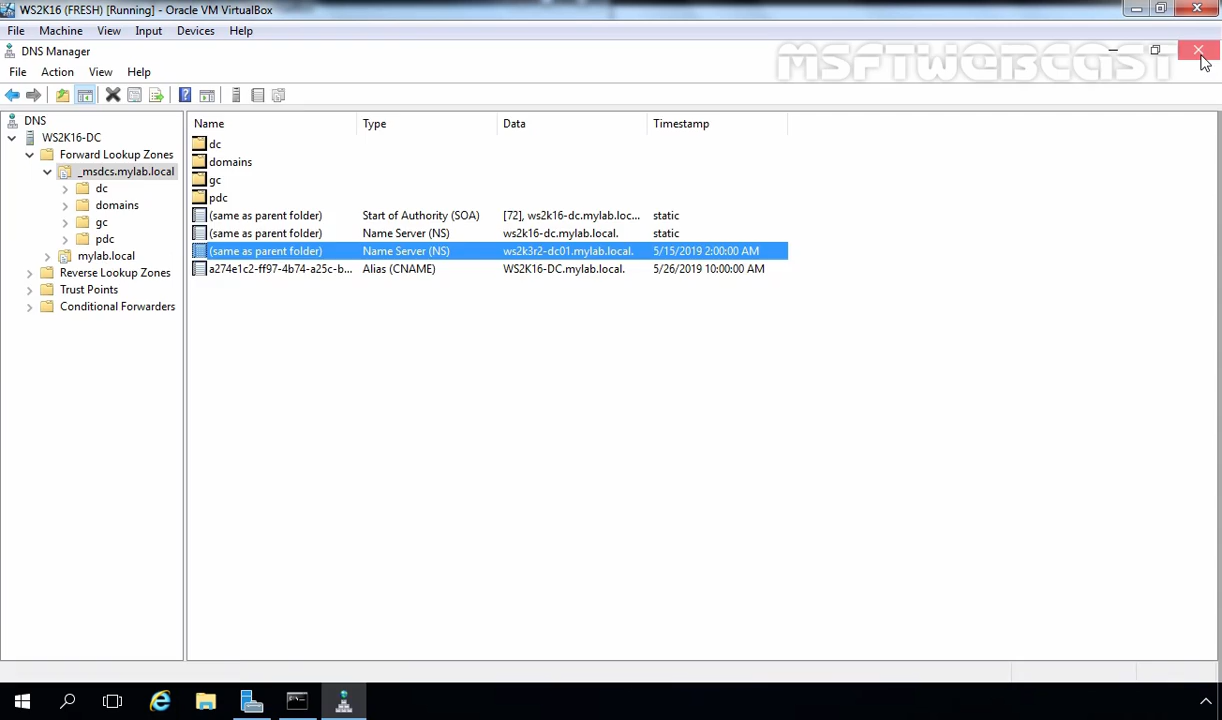 WS2K16 (FRESH) [Running] - Oracle VM VirtualBox
File Machine View Input Devices Help
DNS Manager
MSFTWEBCAST
File Action View Help
DNS
WS2K16-DC
Forward Lookup Zones
_msdcs.mylab.local
dc
domains
gc
pdc
mylab.local
Reverse Lookup Zones
Trust Points
Conditional Forwarders
Name Type Data Timestamp
dc
domains
gc
pdc
(same as parent folder) Start of Authority (SOA) [72], ws2k16-dc.mylab.loc... static
(same as parent folder) Name Server (NS) ws2k16-dc.mylab.local. static
(same as parent folder) Name Server (NS) ws2k3r2-dc01.mylab.local. 5/15/2019 2:00:00 AM
a274e1c2-ff97-4b74-a25c-b... Alias (CNAME) WS2K16-DC.mylab.local. 5/26/2019 10:00:00 AM